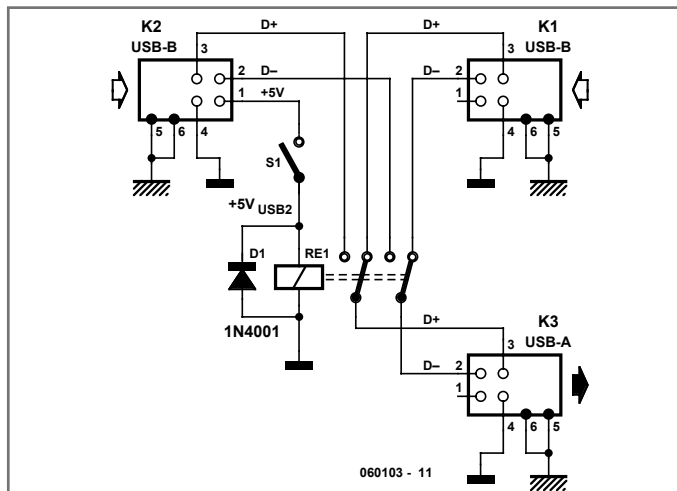 K2
USB-B
D+
K1
USB-B
3
3
2
D–
D–
2
1
+5V
1
5
6
4
4
6
5
S1
+5V USB2
D1
RE1
1N4001
D+
K3
USB-A
3
D–
2
1
4
6
5
060103 - 11